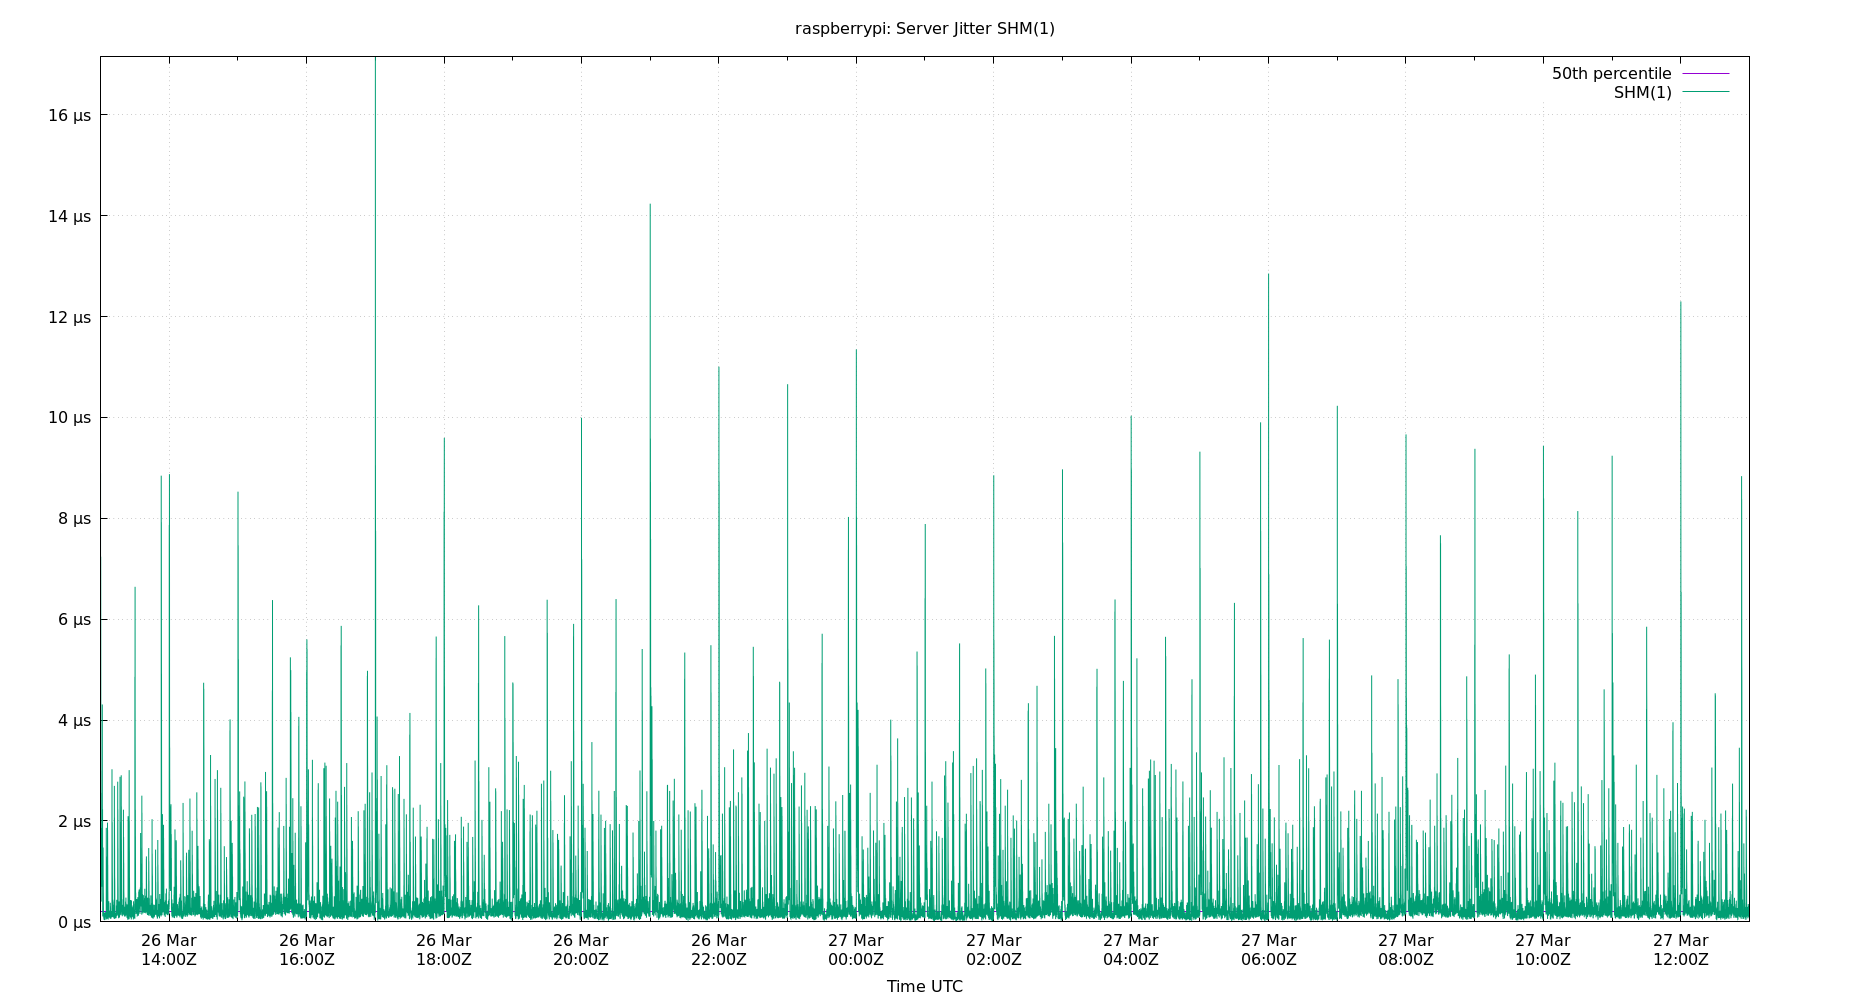 raspberrypi: Server Jitter SHM(1)
50th percentile
SHM(1)
16 µs
14 µs
12 µs
10 µs
8 µs
6 µs
4 µs
2 µs
0 µs
26 Mar 26 Mar 26 Mar 26 Mar 26 Mar 27 Mar 27 Mar 27 Mar 27 Mar 27 Mar 27 Mar 27 Mar
14:00Z 16:00Z 18:00Z 20:00Z 22:00Z 00:00Z 02:00Z 04:00Z 06:00Z 08:00Z 10:00Z 12:00Z
Time UTC